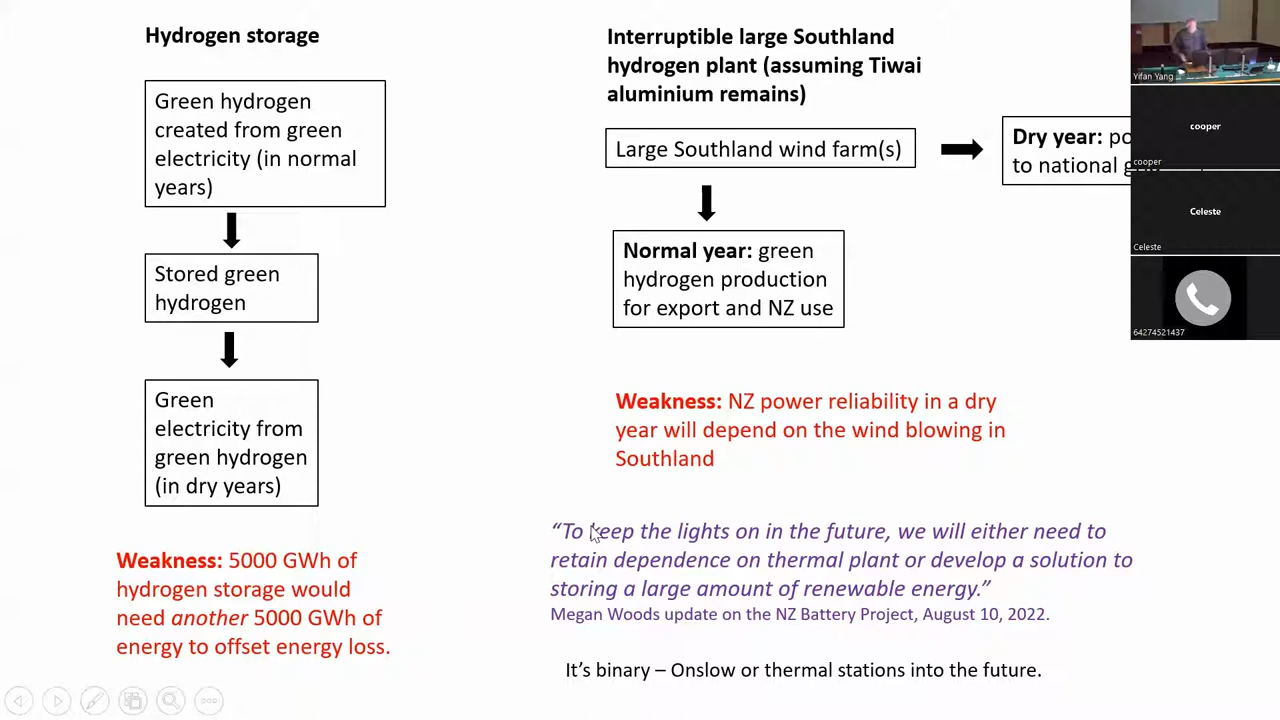 Hydrogen storage
Green hydrogen
created from green
electricity (in normal
years)
Stored green
hydrogen
Green
electricity from
green hydrogen
(in dry years)
Weakness: 5000 GWh of
hydrogen storage would
need another 5000 GWh of
energy to offset energy loss.
Interruptible large Southland
hydrogen plant (assuming Tiwai
aluminium remains)
Large Southland wind farm(s)
Dry year:
to national
Normal year: green
hydrogen production
for export and NZ use
Weakness: NZ power reliability in a dry
year will depend on the wind blowing in
Southland
“To keep the lights on in the future, we will either need to
retain dependence on thermal plant or develop a solution to
storing a large amount of renewable energy.”
Megan Woods update on the NZ Battery Project, August 10, 2022.
It’s binary – Onslow or thermal stations into the future.
Yifan Yang
cooper
cooper
Celeste
Celeste
64274521437